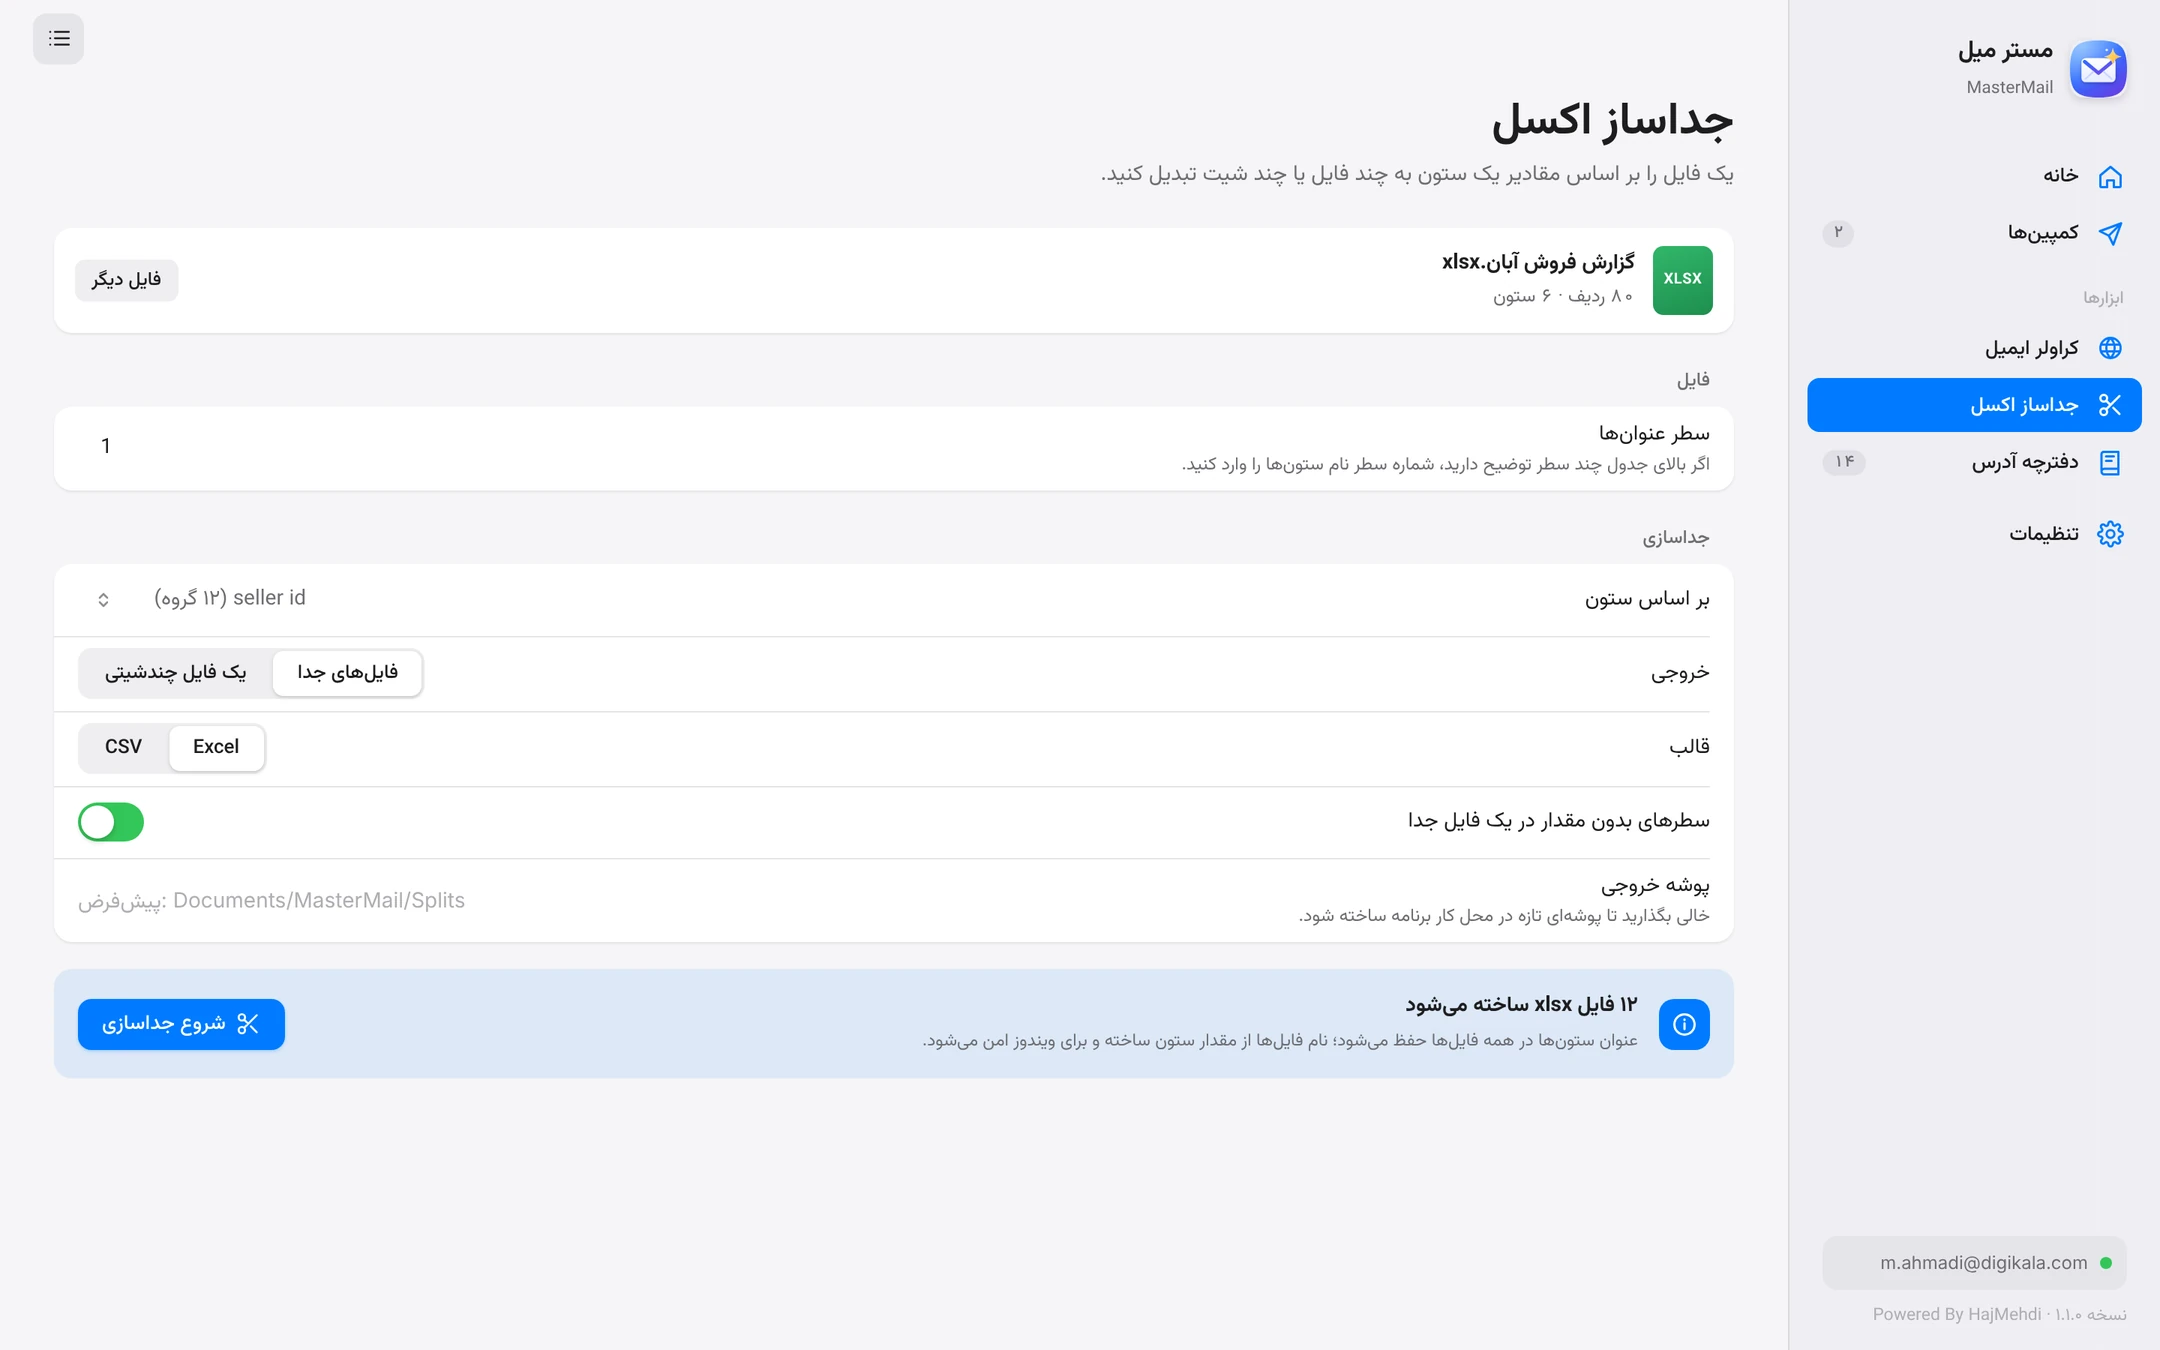 مستر میل
MasterMail
خانه
کمپین‌ها
۲
ابزارها
کراولر ایمیل
جداساز اکسل
دفترچه آدرس
۱۴
تنظیمات
m.ahmadi@digikala.com
نسخه ۱.۱.۰ · Powered By HajMehdi
جداساز اکسل
یک فایل را بر اساس مقادیر یک ستون به چند فایل یا چند شیت تبدیل کنید.
XLSX
گزارش فروش آبان.xlsx
۸۰ ردیف · ۶ ستون
فایل دیگر
فایل
سطر عنوان‌ها
اگر بالای جدول چند سطر توضیح دارید، شماره سطر نام ستون‌ها را وارد کنید.
1
جداسازی
بر اساس ستون
seller id (۱۲ گروه)
خروجی
فایل‌های جدا
یک فایل چندشیتی
قالب
Excel
CSV
سطرهای بدون مقدار در یک فایل جدا
پوشه خروجی
خالی بگذارید تا پوشه‌ای تازه در محل کار برنامه ساخته شود.
پیش‌فرض: Documents/MasterMail/Splits
۱۲ فایل xlsx ساخته می‌شود
عنوان ستون‌ها در همه فایل‌ها حفظ می‌شود؛ نام فایل‌ها از مقدار ستون ساخته و برای ویندوز امن می‌شود.
شروع جداسازی